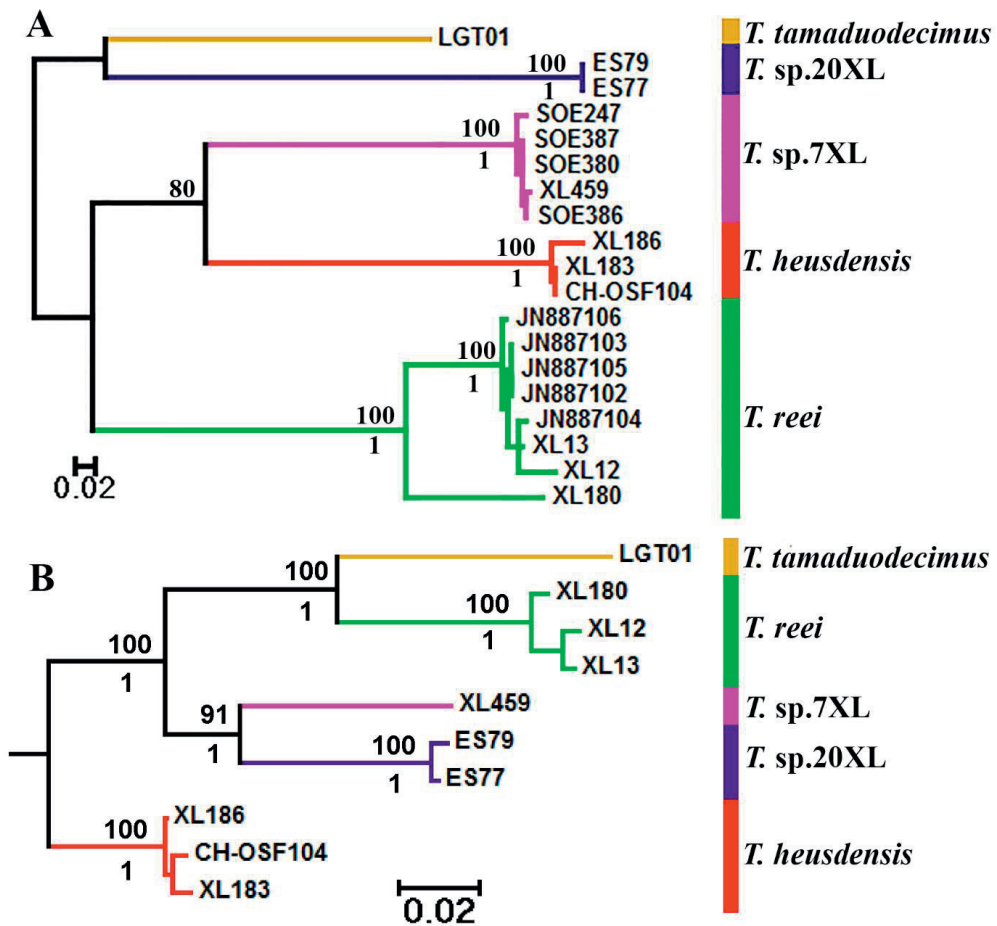 A
LGT01
T. tamaduodecimus
100
1
ES79
ES77
T. sp.20XL
100
1
SOE247
SOE387
SOE380
XL459
SOE386
T. sp.7XL
80
100
1
XL186
XL183
CH-OSF104
T. heusdensis
100
1
JN887106
JN887103
JN887105
JN887102
JN887104
XL13
XL12
XL180
100
1
T. reei
0.02
B
LGT01
T. tamaduodecimus
100
1
XL180
XL12
XL13
100
1
T. reei
100
1
XL459
T. sp.7XL
91
1
ES79
ES77
100
1
T. sp.20XL
XL186
CH-OSF104
XL183
100
1
T. heusdensis
0.02